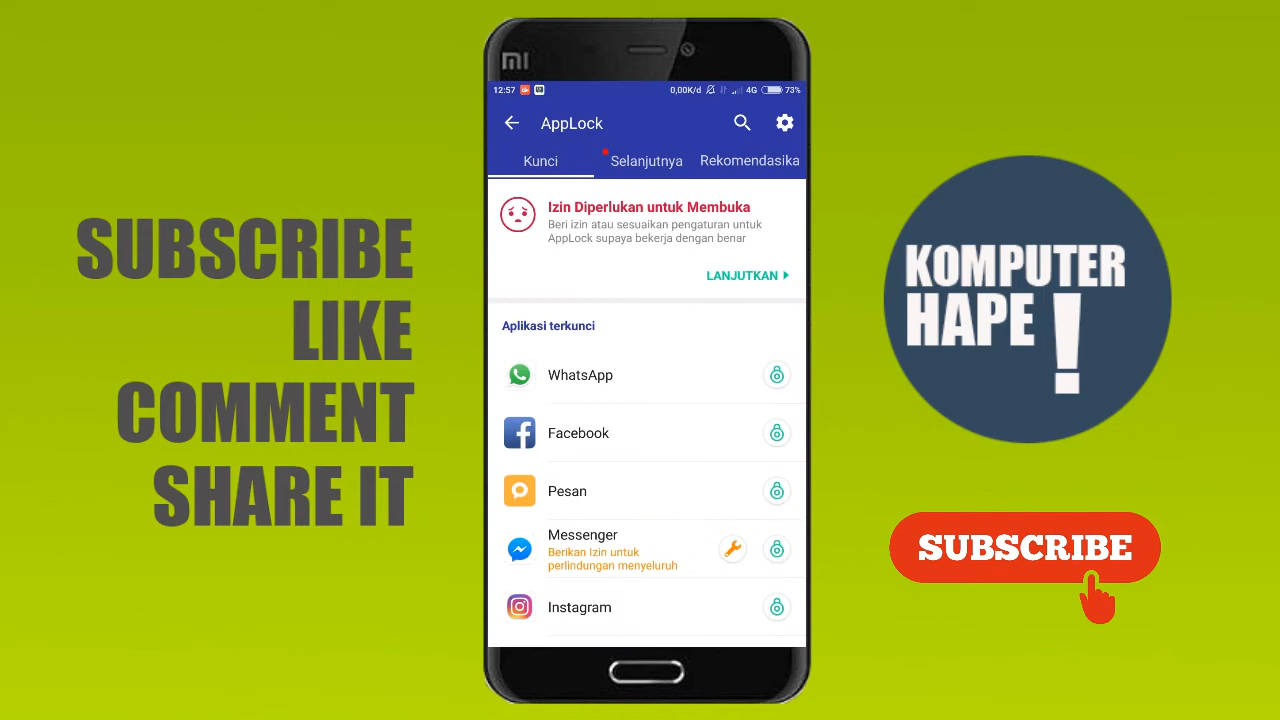 SUBSCRIBE
LIKE
COMMENT
SHARE IT
12:57
0,00K/d
4G
73%
AppLock
Kunci
Selanjutnya
Rekomendasika
Izin Diperlukan untuk Membuka
Beri izin atau sesuaikan pengaturan untuk
AppLock supaya bekerja dengan benar
LANJUTKAN
Aplikasi terkunci
WhatsApp
Facebook
Pesan
Messenger
Berikan Izin untuk
perlindungan menyeluruh
Instagram
KOMPUTER
HAPE !
SUBSCRIBE